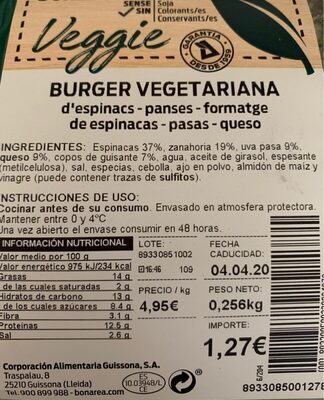 SENSE Soja
SIN Colorants/es
Conservants/es
Veggie
GARANTIA
DESDE 1959
BURGER VEGETARIANA
d'espinacs - panses - formatge
de espinacas - pasas - queso
INGREDIENTES: Espinacas 37%, zanahoria 19%, uva pasa 9%,
queso 9%, copos de guisante 7%, agua, aceite de girasol, espesante
(metilcelulosa), sal, especias, cebolla, ajo en polvo, almidón de maíz y
vinagre (puede contener trazas de sulfitos).
INSTRUCCIONES DE USO:
Cocinar antes de su consumo. Envasado en atmosfera protectora.
Mantener entre 0 y 4ºC
Una vez abierto el envase consumir en 48 horas.
INFORMACIÓN NUTRICIONAL
Valor medio por 100 g
Valor energético 975 kJ/234 kcal
Grasas 14 g
de las cuales saturadas 2 g
Hidratos de carbono 13 g
de los cuales azúcares 8.4 g
Fibra 3.1 g
Proteínas 12.5 g
Sal 2.6 g
LOTE:
89330851002
16:46 109
FECHA
CADUCIDAD:
04.04.20
PRECIO / kg
4,95€
PESO NETO:
0,256kg
IMPORTE:
1,27€
Corporación Alimentaria Guissona, S.A.
Traspalau, 8
25210 Guissona (Lleida)
Tel. 900 899 988 - bonarea.com
ES
10.03948/L
CE
6/204
8933085001278